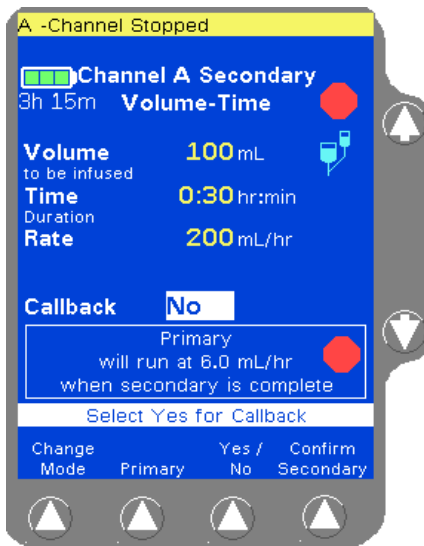 A -Channel Stopped
Channel A Secondary
3h 15m Volume-Time
Volume 100 mL
to be infused
Time 0:30 hr:min
Duration
Rate 200 mL/hr
Callback No
Primary
will run at 6.0 mL/hr
when secondary is complete
Select Yes for Callback
Change Yes / Confirm
Mode Primary No Secondary